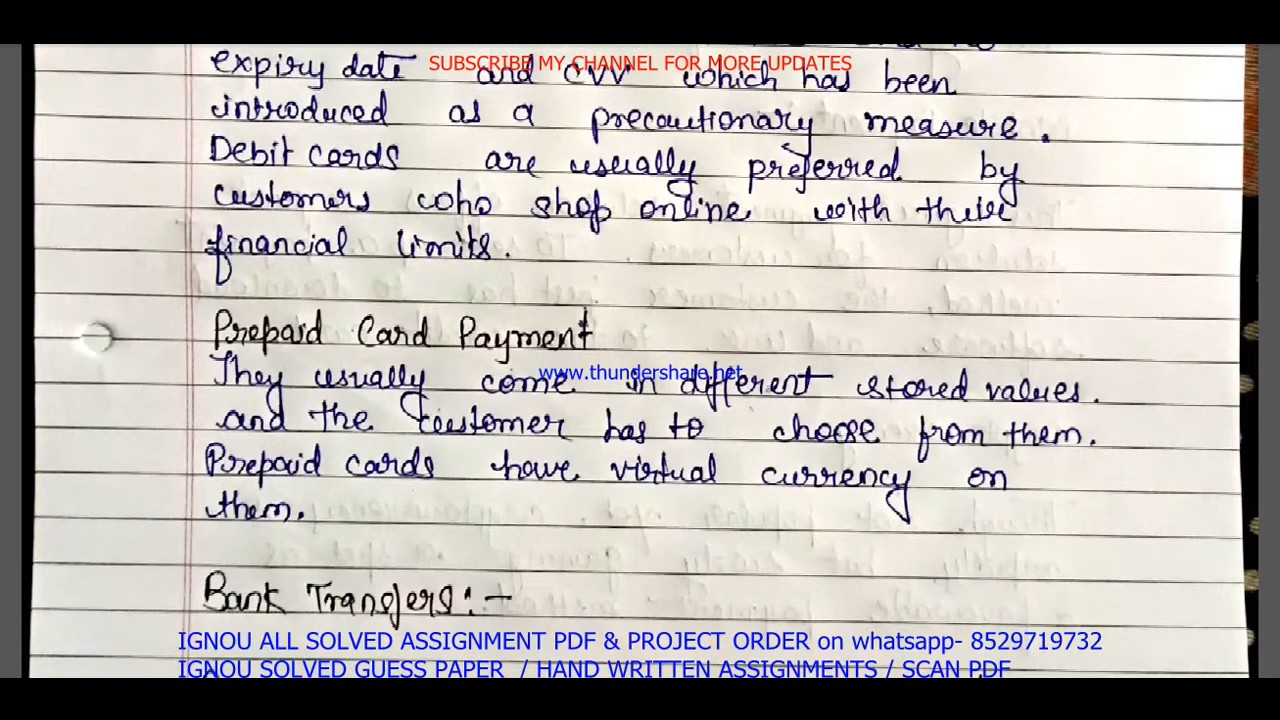 expiry date and CVV which has been
SUBSCRIBE MY CHANNEL FOR MORE UPDATES
introduced as a precautionary measure.
Debit cards are usually preferred by
customers who shop online with their
financial limits.
Prepaid Card Payment
They usually come in different stored values.
www.thundershare.net
and the customer has to choose from them.
Prepaid cards have virtual currency on
them.
Bank Transfers:-
IGNOU ALL SOLVED ASSIGNMENT PDF & PROJECT ORDER on whatsapp- 8529719732
IGNOU SOLVED GUESS PAPER / HAND WRITTEN ASSIGNMENTS / SCAN PDF